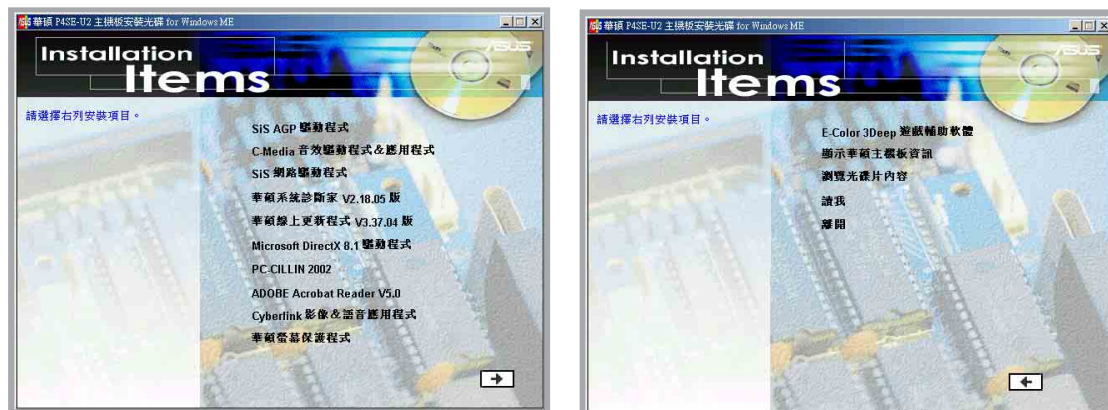 華碩 P4SE-U2 主機板安裝光碟 for Windows ME
ASUS
Installation
Items
請選擇右列安裝項目。
SiS AGP 驅動程式
C-Media 音效驅動程式&應用程式
SiS 網路驅動程式
華碩系統診斷家 V2.18.05 版
華碩線上更新程式 V3.37.04 版
Microsoft DirectX 8.1 驅動程式
PC-CILLIN 2002
ADOBE Acrobat Reader V5.0
Cyberlink 影像&語音應用程式
華碩螢幕保護程式
華碩 P4SE-U2 主機板安裝光碟 for Windows ME
ASUS
Installation
Items
請選擇右列安裝項目。
E-Color 3Deep 遊戲輔助軟體
顯示華碩主機板資訊
瀏覽光碟片內容
讀我
離開